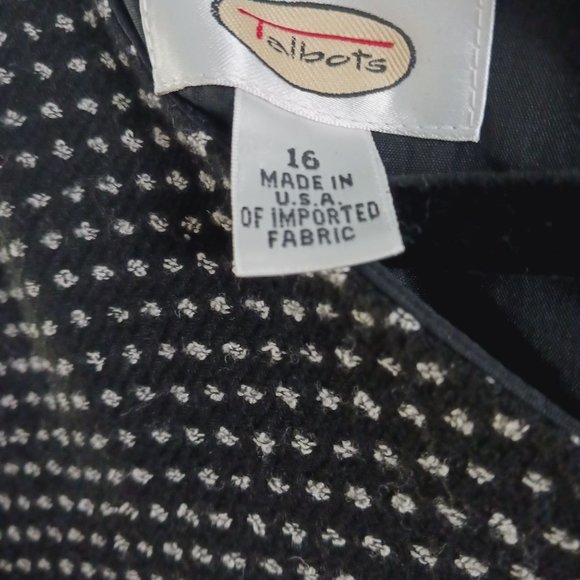 Talbots
16
MADE IN
U.S.A.
OF IMPORTED
FABRIC